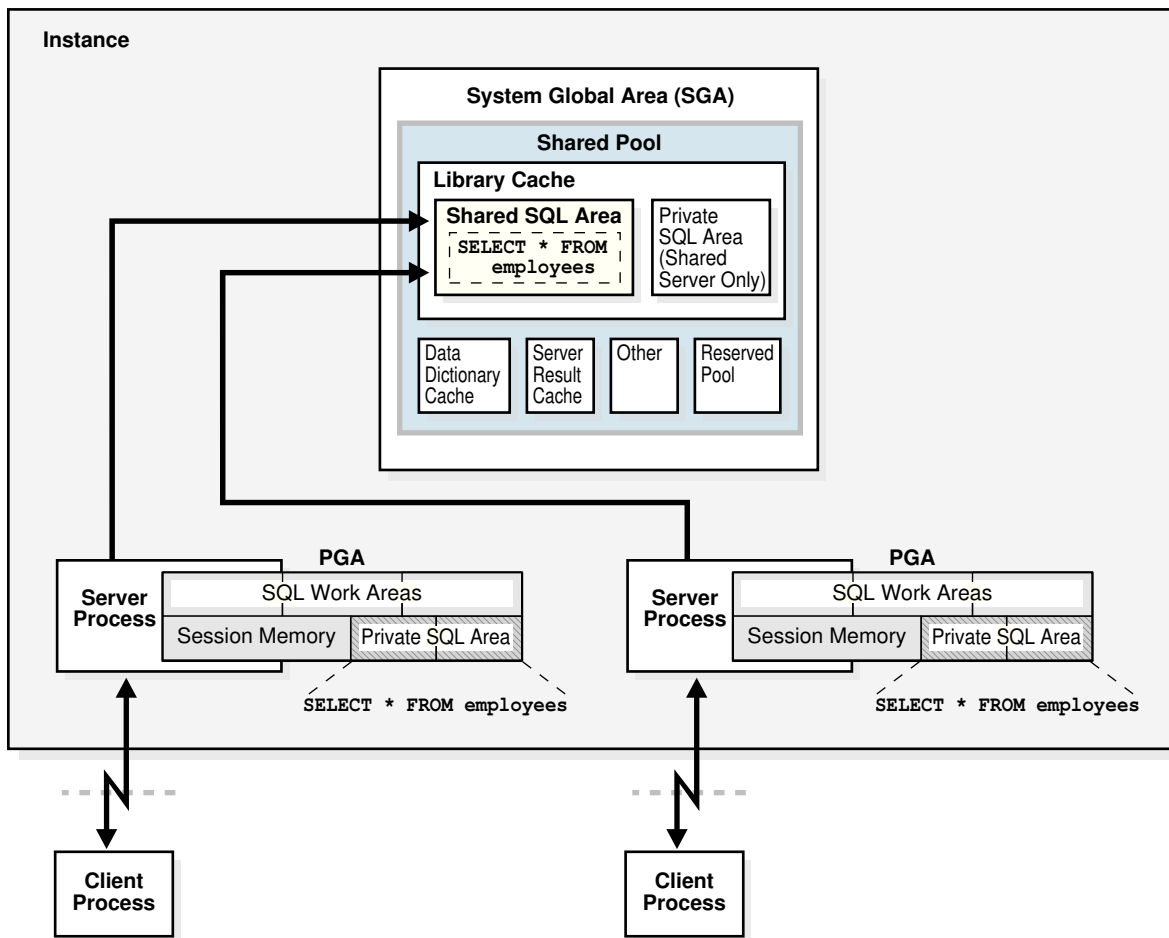 Instance
System Global Area (SGA)
Shared Pool
Library Cache
Shared SQL Area
SELECT * FROM
employees
Private
SQL Area
(Shared
Server Only)
Data
Dictionary
Cache
Server
Result
Cache
Other
Reserved
Pool
PGA
Server
Process
SQL Work Areas
Session Memory
Private SQL Area
SELECT * FROM employees
PGA
Server
Process
SQL Work Areas
Session Memory
Private SQL Area
SELECT * FROM employees
Client
Process
Client
Process